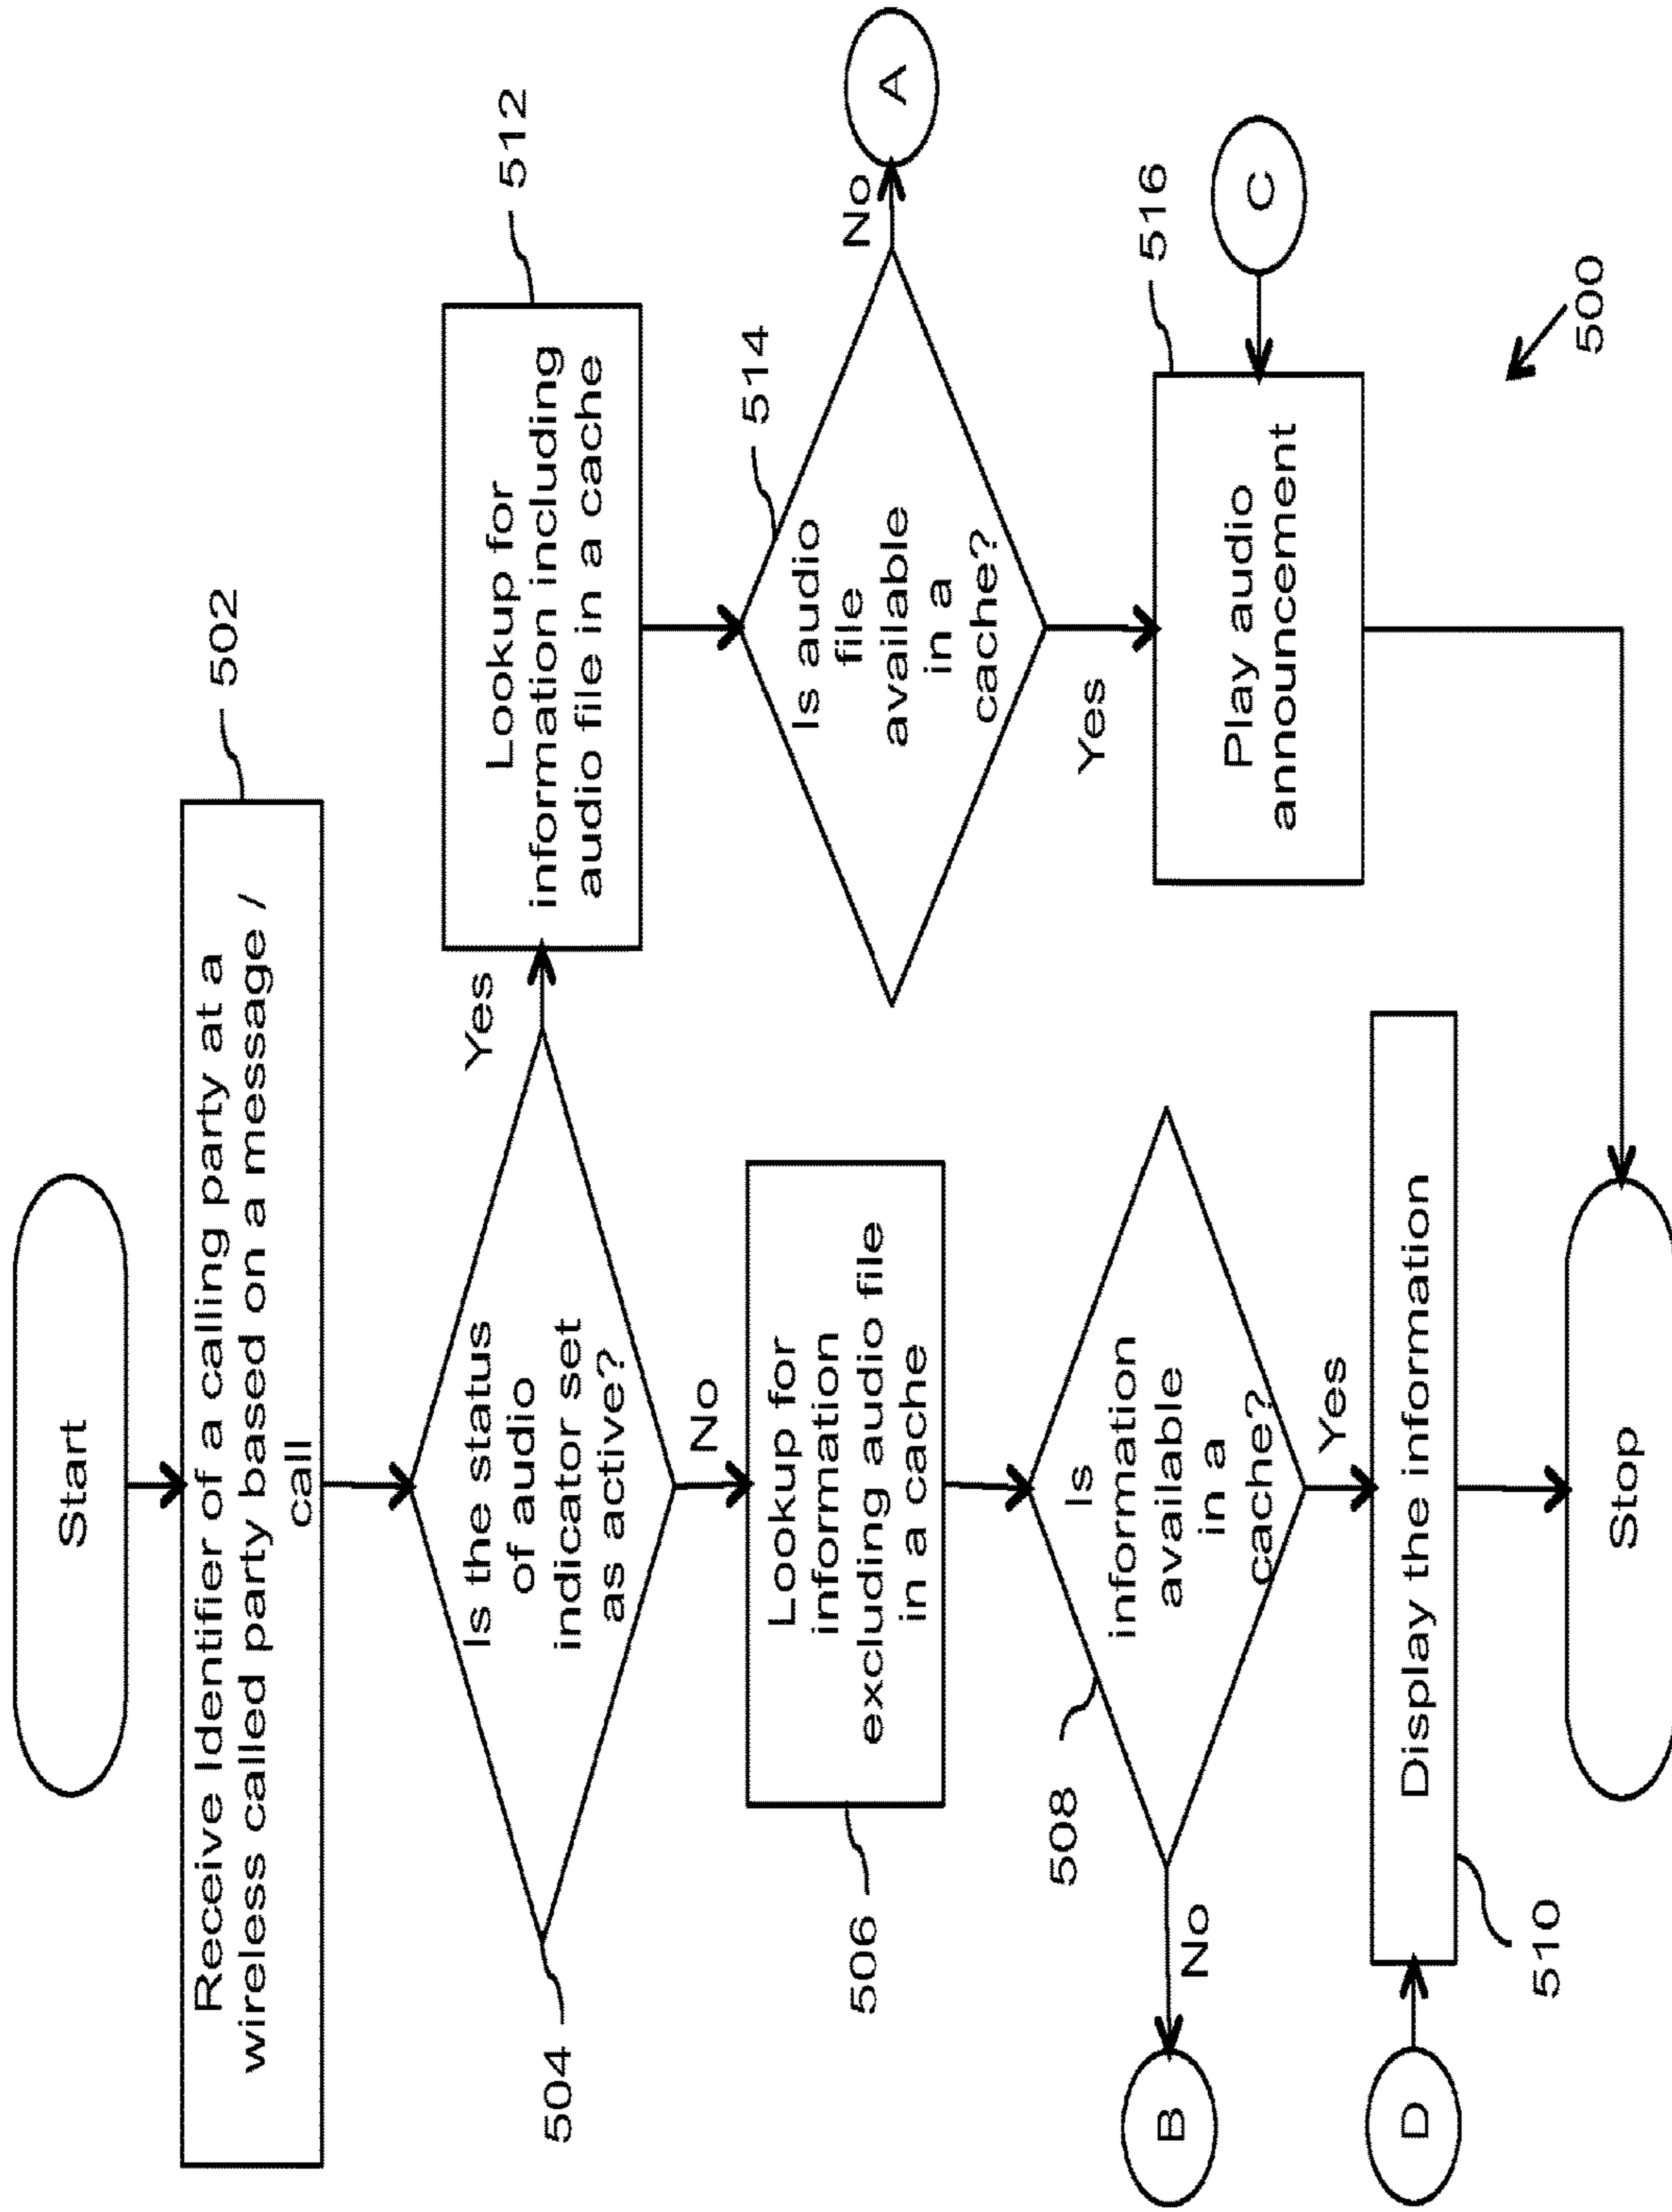 Start
502
Receive Identifier of a calling party at a
wireless called party based on a message /
call
504
Is the status
of audio
indicator set
as active?
Yes
No
512
Lookup for
information including
audio file in a cache
506
Lookup for
information
excluding audio file
in a cache
514
Is audio
file
available
in a
cache?
No
A
Yes
508
Is
information
available
in a
cache?
No
B
Yes
516
Play audio
announcement
C
D
Display the information
510
Stop
500